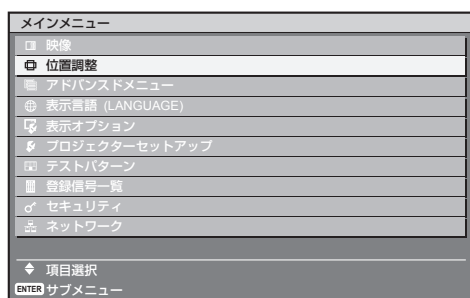 メインメニュー
映像
位置調整
アドバンスドメニュー
表示言語 (LANGUAGE)
表示オプション
プロジェクターセットアップ
テストパターン
登録信号一覧
セキュリティ
ネットワーク
項目選択
ENTER サブメニュー